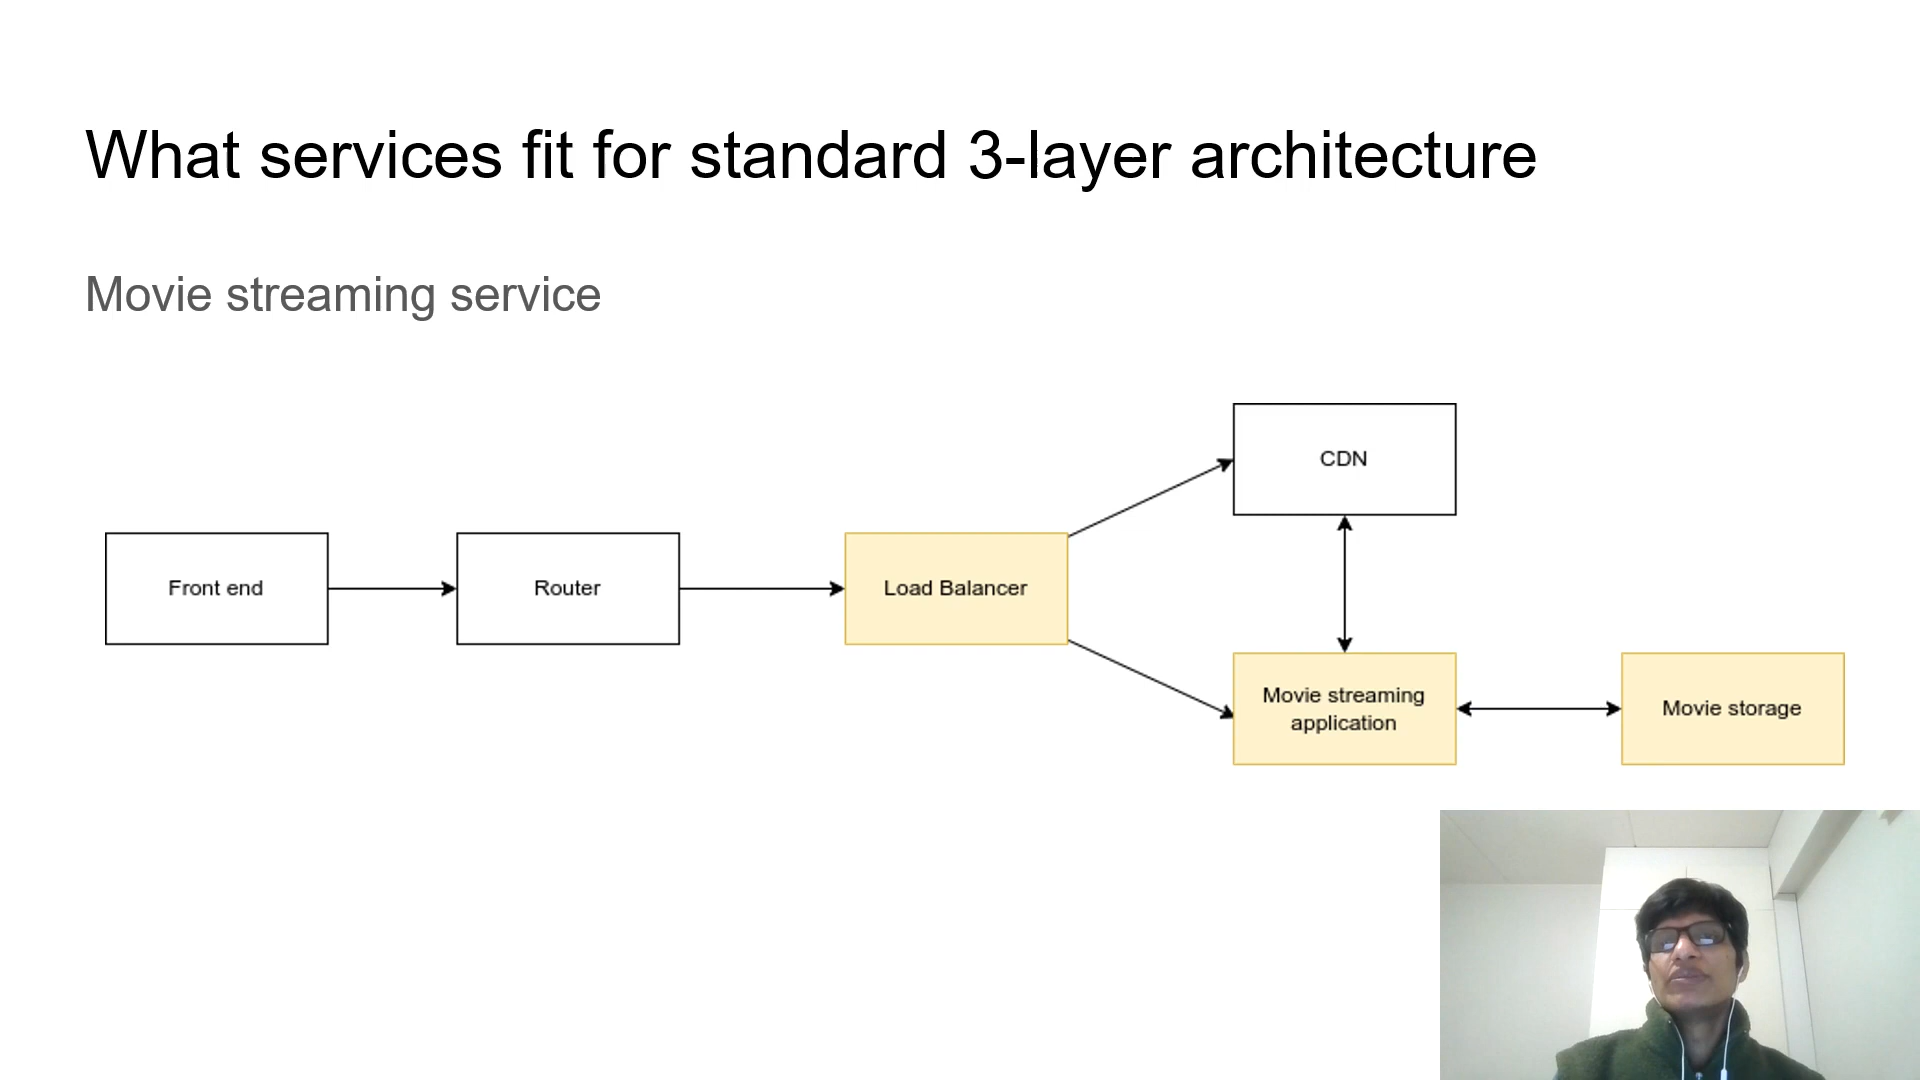 What services fit for standard 3-layer architecture
Movie streaming service
CDN
Front end
Router
Load Balancer
Movie streaming
application
Movie storage